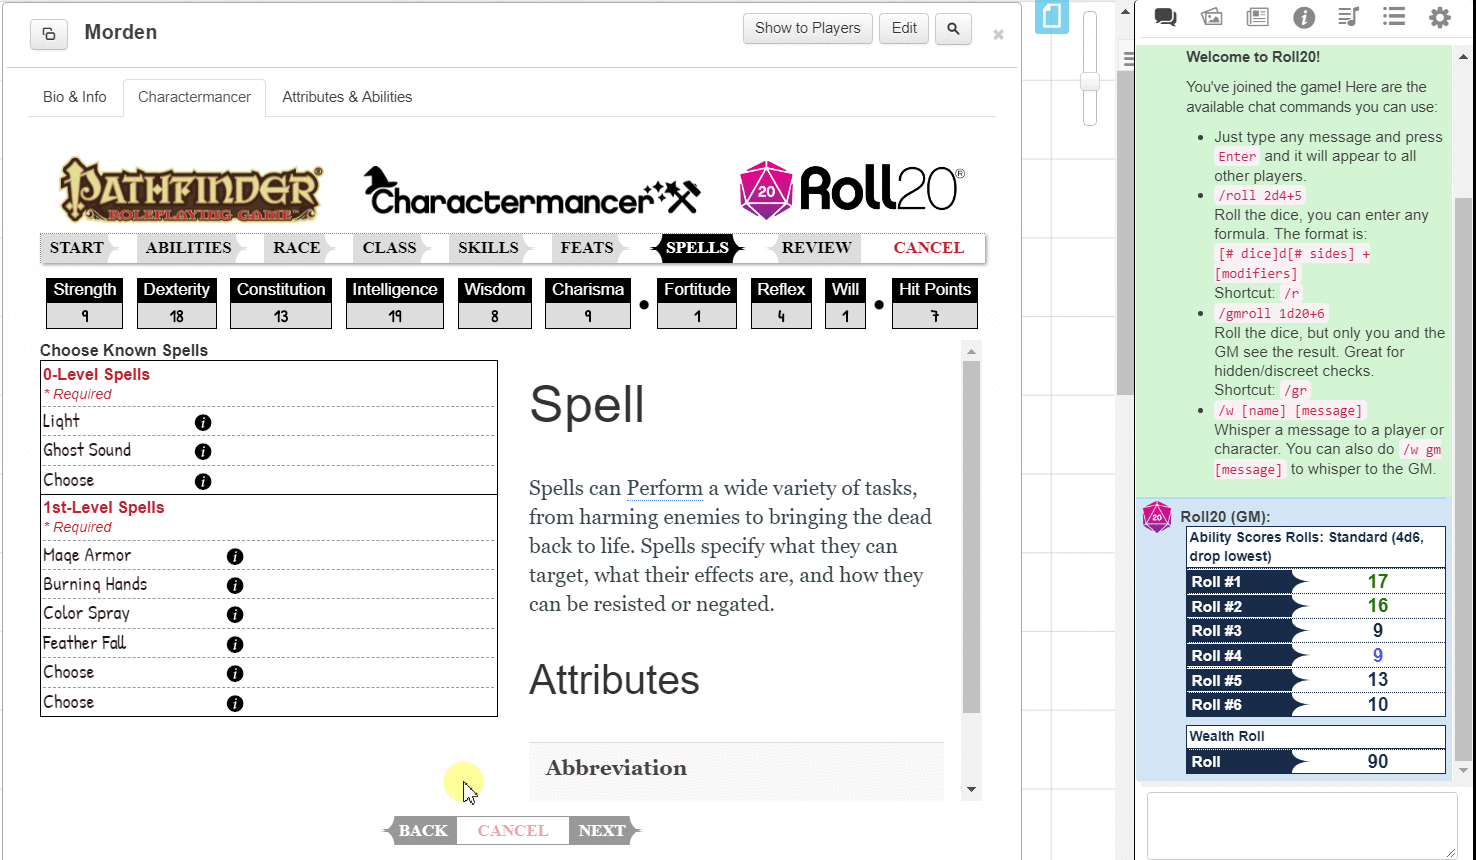 Morden
Show to Players
Edit
Bio & Info
Charactermancer
Attributes & Abilities
PATHFINDER
ROLEPLAYING GAME
Charactermancer
20
Roll20®
START
ABILITIES
RACE
CLASS
SKILLS
FEATS
SPELLS
REVIEW
CANCEL
Strength
9
Dexterity
18
Constitution
13
Intelligence
19
Wisdom
8
Charisma
9
Fortitude
1
Reflex
4
Will
1
Hit Points
7
Choose Known Spells
0-Level Spells
* Required
Light
Ghost Sound
Choose
1st-Level Spells
* Required
Mage Armor
Burning Hands
Color Spray
Feather Fall
Choose
Choose
Spell
Spells can Perform a wide variety of tasks,
from harming enemies to bringing the dead
back to life. Spells specify what they can
target, what their effects are, and how they
can be resisted or negated.
Attributes
Abbreviation
BACK
CANCEL
NEXT
Welcome to Roll20!
You've joined the game! Here are the
available chat commands you can use:
• Just type any message and press
Enter and it will appear to all
other players.
• /roll 2d4+5
Roll the dice, you can enter any
formula. The format is:
[# dice]d[# sides] +
[modifiers]
Shortcut: /r
• /gmroll 1d20+6
Roll the dice, but only you and the
GM see the result. Great for
hidden/discreet checks.
Shortcut: /gr
• /w [name] [message]
Whisper a message to a player or
character. You can also do /w gm
[message] to whisper to the GM.
20
Roll20 (GM):
Ability Scores Rolls: Standard (4d6,
drop lowest)
Roll #1 17
Roll #2 16
Roll #3 9
Roll #4 9
Roll #5 13
Roll #6 10
Wealth Roll
Roll 90